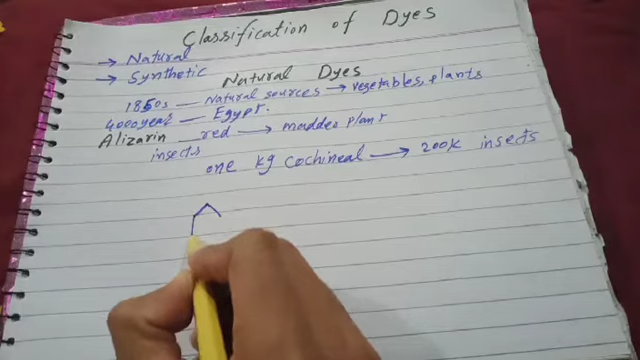 Classification of Dyes
→ Natural
→ Synthetic
Natural Dyes
1850s — Natural sources → vegetables, plants
4000 year — Egypt.
Alizarin — red → madder plant
insects
one kg cochineal → 200K insects